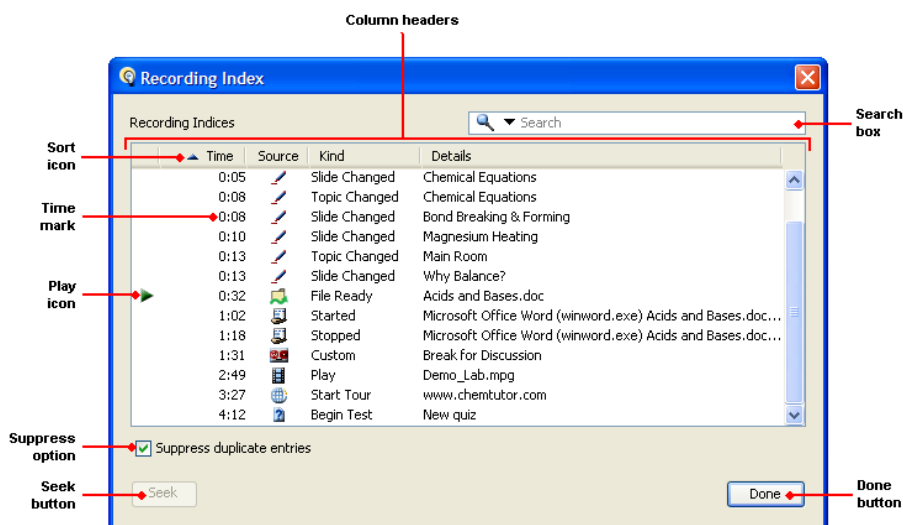 Column headers
Recording Index
Recording Indices
Search
Search
box
Sort
icon
Time Source Kind Details
0:05 Slide Changed Chemical Equations
0:08 Topic Changed Chemical Equations
Time
mark
0:08 Slide Changed Bond Breaking & Forming
0:10 Slide Changed Magnesium Heating
0:13 Topic Changed Main Room
0:13 Slide Changed Why Balance?
Play
icon
0:32 File Ready Acids and Bases.doc
1:02 Started Microsoft Office Word (winword.exe) Acids and Bases.doc...
1:18 Stopped Microsoft Office Word (winword.exe) Acids and Bases.doc...
1:31 Custom Break for Discussion
2:49 Play Demo_Lab.mpg
3:27 Start Tour www.chemtutor.com
4:12 Begin Test New quiz
Suppress
option
Suppress duplicate entries
Seek
button
Seek
Done
Done
button